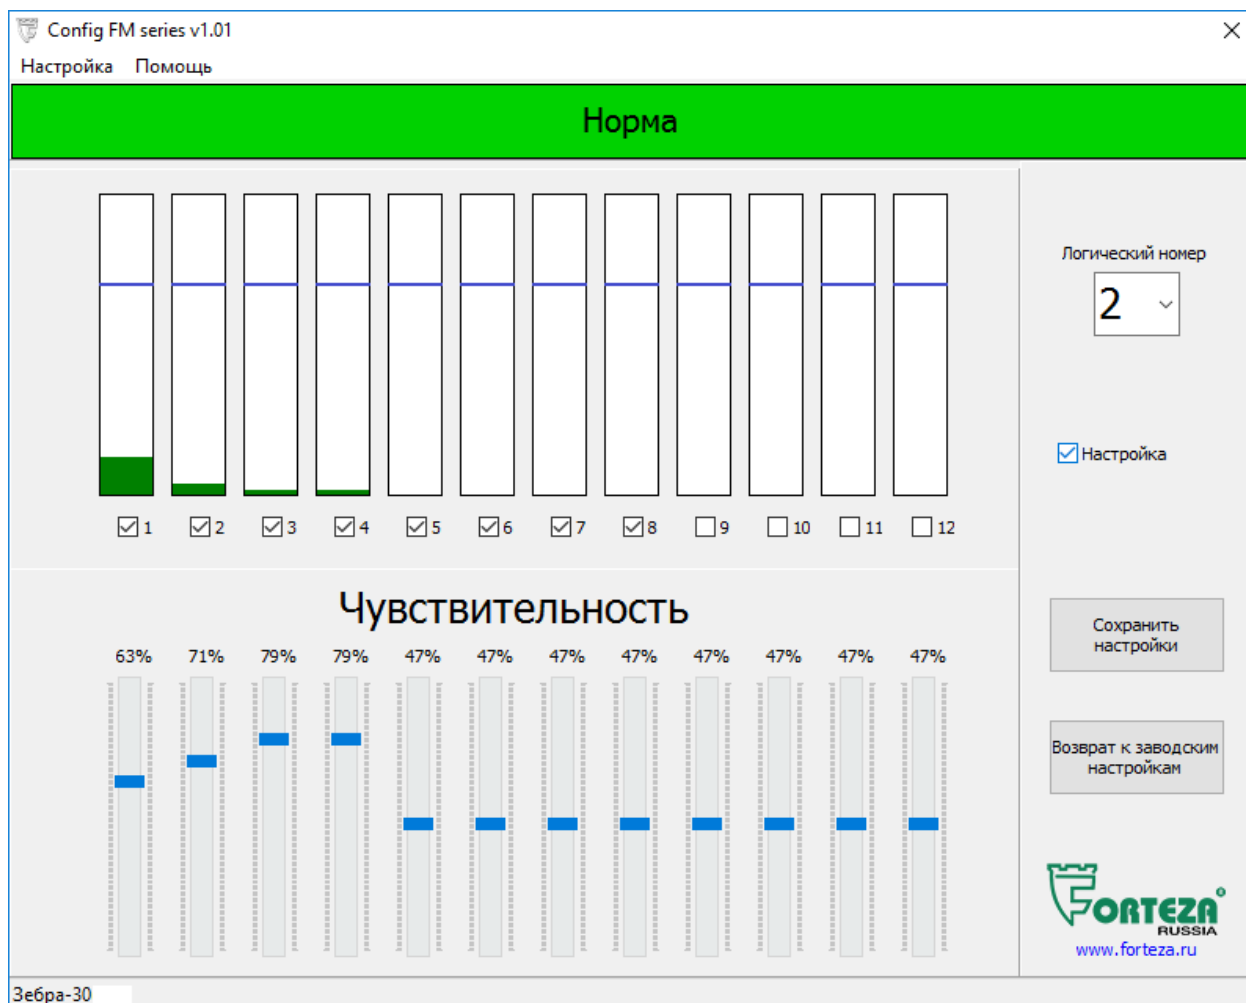 Config FM series v1.01
Настройка Помощь
Норма
Логический номер
2
Настройка
1 2 3 4 5 6 7 8 9 10 11 12
Чувствительность
63% 71% 79% 79% 47% 47% 47% 47% 47% 47% 47% 47%
Сохранить
настройки
Возврат к заводским
настройкам
FORTEZA®
RUSSIA
www.forteza.ru
Зебра-30